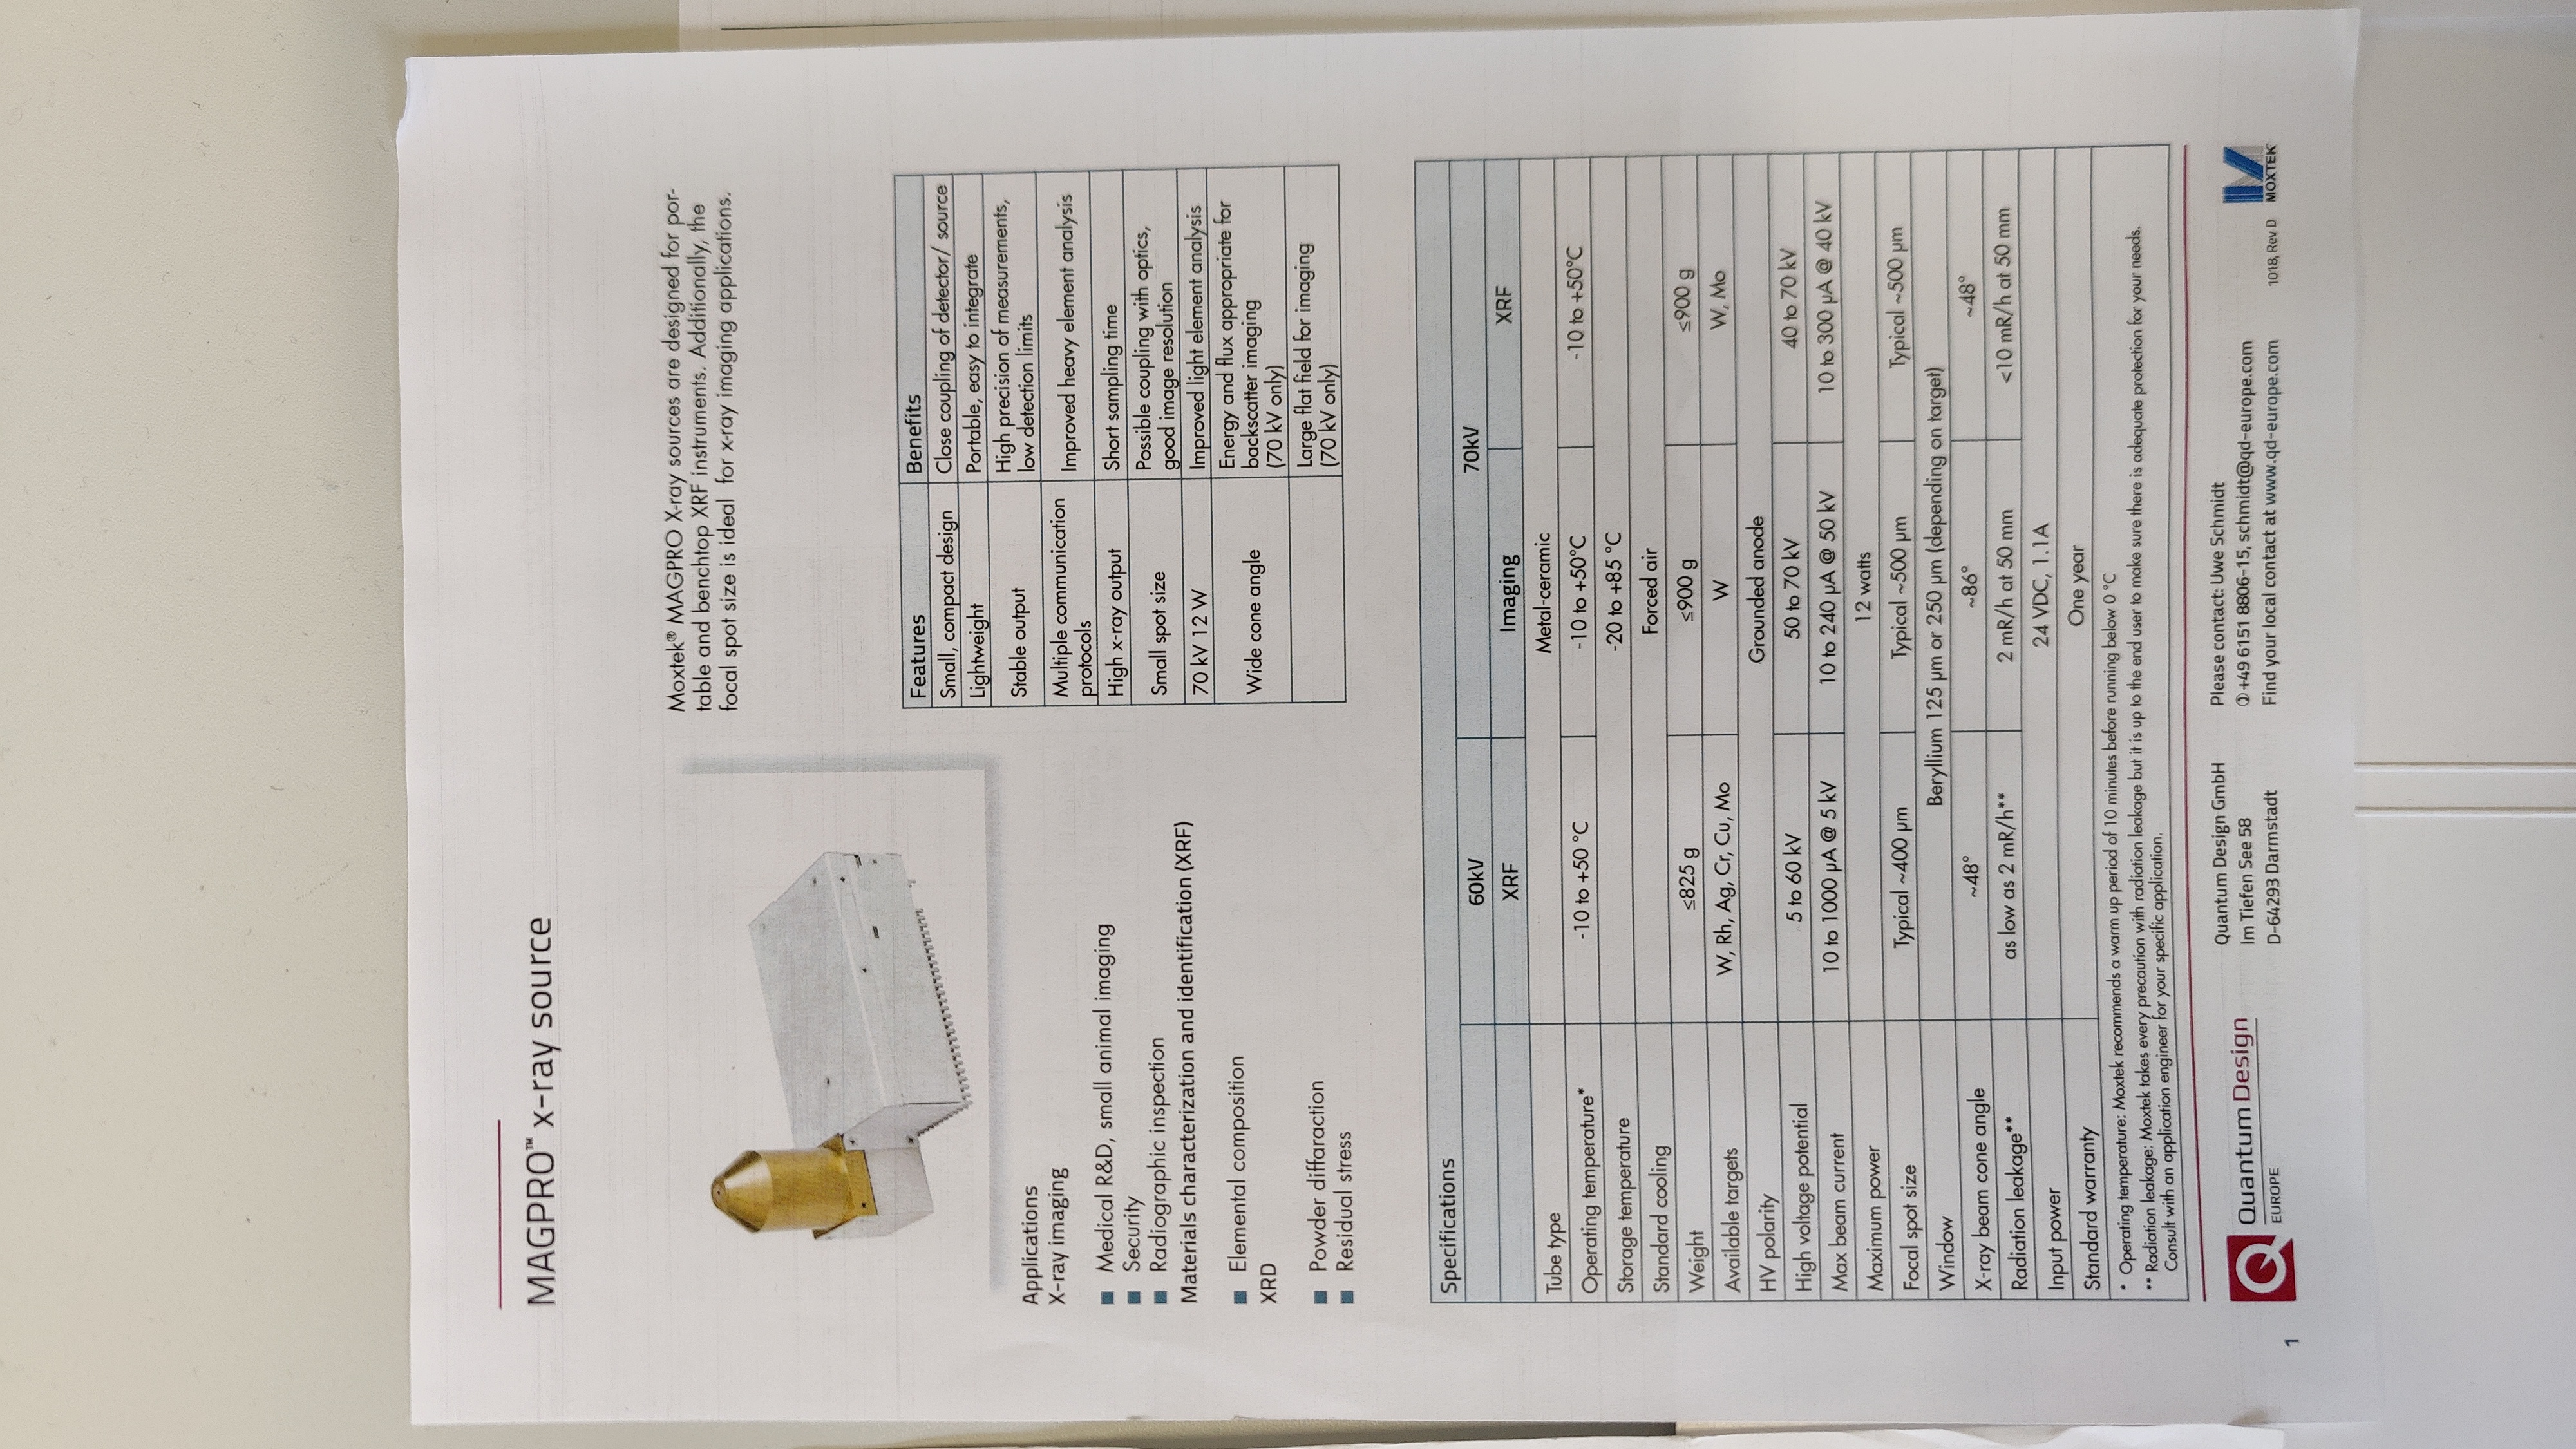 MAGPRO™ x-ray source
Moxtek® MAGPRO X-ray sources are designed for por-
table and benchtop XRF instruments. Additionally, the
focal spot size is ideal for x-ray imaging applications.
Applications
X-ray imaging
■ Medical R&D, small animal imaging
■ Security
■ Radiographic inspection
Materials characterization and identification (XRF)
■ Elemental composition
XRD
■ Powder diffaraction
■ Residual stress
Features Benefits
Small, compact design Close coupling of detector/ source
Lightweight Portable, easy to integrate
Stable output High precision of measurements,
low detection limits
Multiple communication
protocols Improved heavy element analysis
High x-ray output Short sampling time
Small spot size Possible coupling with optics,
good image resolution
70 kV 12 W Improved light element analysis
Wide cone angle Energy and flux appropriate for
backscatter imaging
(70 kV only)
Large flat field for imaging
(70 kV only)
Specifications
60kV 70kV
XRF Imaging XRF
Tube type Metal-ceramic
Operating temperature* -10 to +50 °C -10 to +50°C -10 to +50°C
Storage temperature -20 to +85 °C
Standard cooling Forced air
Weight ≤825 g ≤900 g ≤900 g
Available targets W, Rh, Ag, Cr, Cu, Mo W W, Mo
HV polarity Grounded anode
High voltage potential 5 to 60 kV 50 to 70 kV 40 to 70 kV
Max beam current 10 to 1000 µA @ 5 kV 10 to 240 µA @ 50 kV 10 to 300 µA @ 40 kV
Maximum power 12 watts
Focal spot size Typical ~400 µm Typical ~500 µm Typical ~500 µm
Window Beryllium 125 µm or 250 µm (depending on target)
X-ray beam cone angle ~48° ~86° ~48°
Radiation leakage** as low as 2 mR/h** 2 mR/h at 50 mm <10 mR/h at 50 mm
Input power 24 VDC, 1.1A
Standard warranty One year
* Operating temperature: Moxtek recommends a warm up period of 10 minutes before running below 0 °C
** Radiation leakage: Moxtek takes every precaution with radiation leakage but it is up to the end user to make sure there is adequate protection for your needs.
Consult with an application engineer for your specific application.
Quantum Design
EUROPE
Quantum Design GmbH
Im Tiefen See 58
D-64293 Darmstadt
Please contact: Uwe Schmidt
✆ +49 6151 8806-15, schmidt@qd-europe.com
Find your local contact at www.qd-europe.com
1018, Rev D
MOXTEK
1